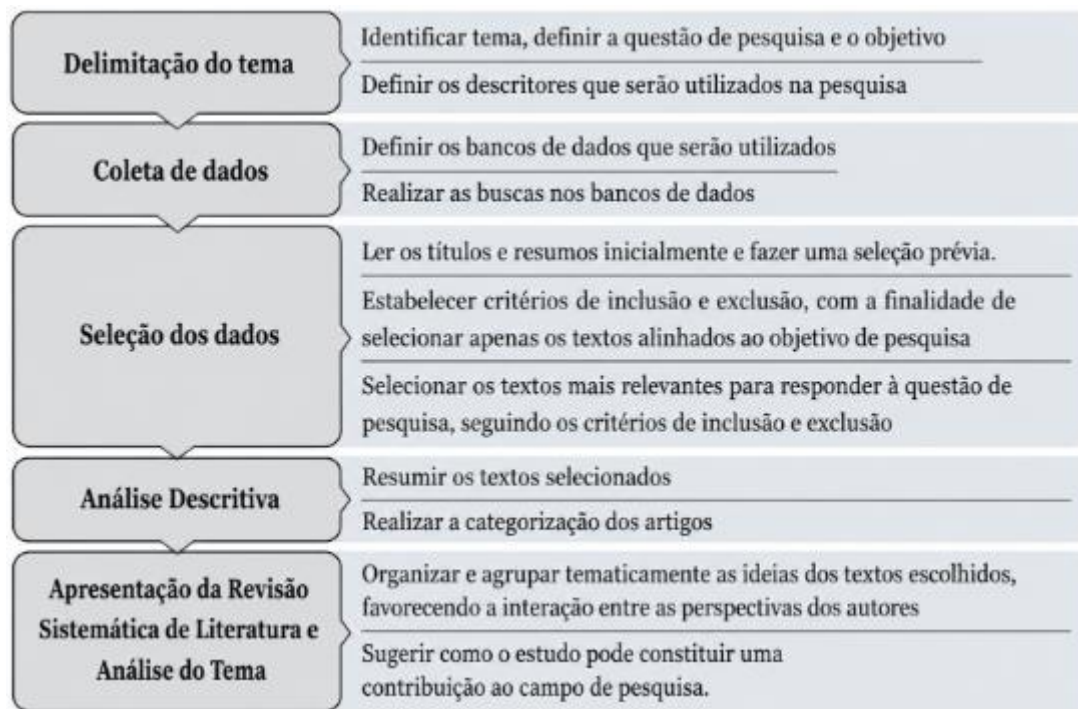 Delimitação do tema
Identificar tema, definir a questão de pesquisa e o objetivo
Definir os descritores que serão utilizados na pesquisa
Coleta de dados
Definir os bancos de dados que serão utilizados
Realizar as buscas nos bancos de dados
Seleção dos dados
Ler os títulos e resumos inicialmente e fazer uma seleção prévia.
Estabelecer critérios de inclusão e exclusão, com a finalidade de
selecionar apenas os textos alinhados ao objetivo de pesquisa
Selecionar os textos mais relevantes para responder à questão de
pesquisa, seguindo os critérios de inclusão e exclusão
Análise Descritiva
Resumir os textos selecionados
Realizar a categorização dos artigos
Apresentação da Revisão
Sistemática de Literatura e
Análise do Tema
Organizar e agrupar tematicamente as ideias dos textos escolhidos,
favorecendo a interação entre as perspectivas dos autores
Sugerir como o estudo pode constituir uma
contribuição ao campo de pesquisa.